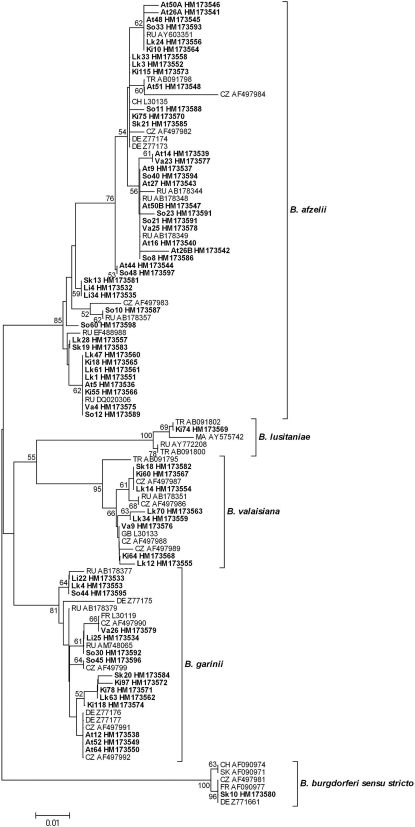 At50A HM173546
At26A HM173541
At48 HM173545
So33 HM173593
62
RU AY603351
Lk24 HM173556
Ki10 HM173564
Lk33 HM173558
Lk3 HM173552
Ki115 HM173573
TR AB091798
At51 HM173548
60
CZ AF497984
CH L30135
So11 HM173588
Ki75 HM173570
Sk21 HM173585
54
CZ AF497982
DE Z77174
DE Z77173
61
At14 HM173539
Va23 HM173577
At9 HM173537
So40 HM173594
At27 HM173543
56
RU AB178344
RU AB178348
76
At50B HM173547
B. afzelii
So23 HM173591
So21 HM173591
Va25 HM173578
RU AB178349
At16 HM173540
At26B HM173542
So8 HM173586
At44 HM173544
53
So48 HM173597
Sk13 HM173581
Li4 HM173532
59
Li34 HM173535
CZ AF497983
So10 HM173587
52
62
RU AB178357
85
So60 HM173598
RU EF488988
Lk28 HM173557
Sk19 HM173583
Lk47 HM173560
Ki18 HM173565
Lk61 HM173561
Lk1 HM173551
62
At5 HM173536
Ki55 HM173566
RU DQ020306
Va4 HM173575
So12 HM173589
TR AB091802
69
Ki74 HM173569
MA AY575742
100
RU AY772208
78
TR AB091800
B. lusitaniae
55
TR AB091795
Sk18 HM173582
Ki60 HM173567
61
CZ AF497987
Lk14 HM173554
95
RU AB178351
68
CZ AF497986
63
Lk70 HM173563
Lk34 HM173559
B. valaisiana
66
Va9 HM173576
GB L30133
CZ AF497988
CZ AF497989
Ki64 HM173568
Lk12 HM173555
RU AB178377
Li22 HM173533
64
Lk4 HM173553
So44 HM173595
81
DE Z77175
RU AB178379
FR L30119
66
CZ AF497990
Va26 HM173579
Li25 HM173534
61
RU AM748065
So30 HM173592
64
So45 HM173596
CZ AF49799
B. garinii
Sk20 HM173584
Ki97 HM173572
52
Ki78 HM173571
Lk63 HM173562
Ki118 HM173574
DE Z77176
DE Z77177
CZ AF497991
At12 HM173538
At52 HM173549
At64 HM173550
CZ AF497992
63
CH AF090974
SK AF090971
100
CZ AF497981
FR AF090977
96
Sk10 HM173580
DE Z771661
B. burgdorferi sensu stricto
0.01